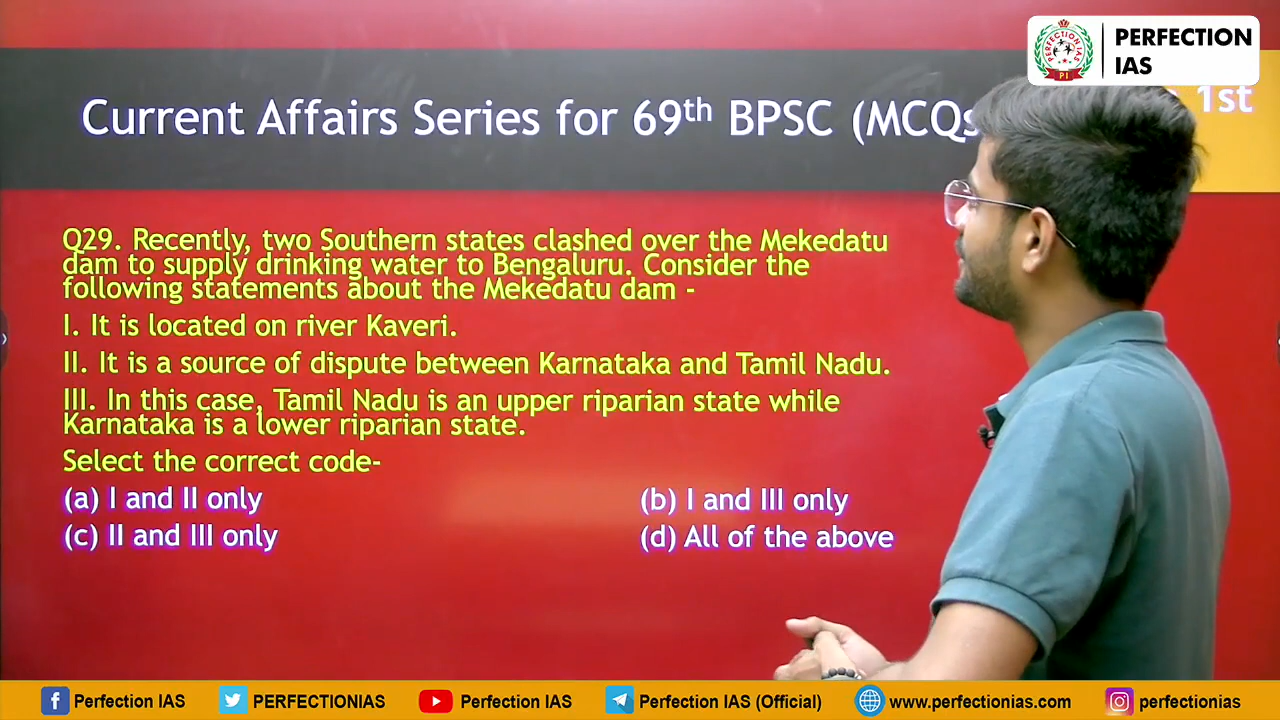 PERFECTION
IAS
1st
Current Affairs Series for 69th BPSC (MCQs
Q29. Recently, two Southern states clashed over the Mekedatu
dam to supply drinking water to Bengaluru. Consider the
following statements about the Mekedatu dam -
I. It is located on river Kaveri.
II. It is a source of dispute between Karnataka and Tamil Nadu.
III. In this case, Tamil Nadu is an upper riparian state while
Karnataka is a lower riparian state.
Select the correct code-
(a) I and II only (b) I and III only
(c) II and III only (d) All of the above
Perfection IAS PERFECTIONIAS Perfection IAS Perfection IAS (Official) www.perfectionias.com perfectionias